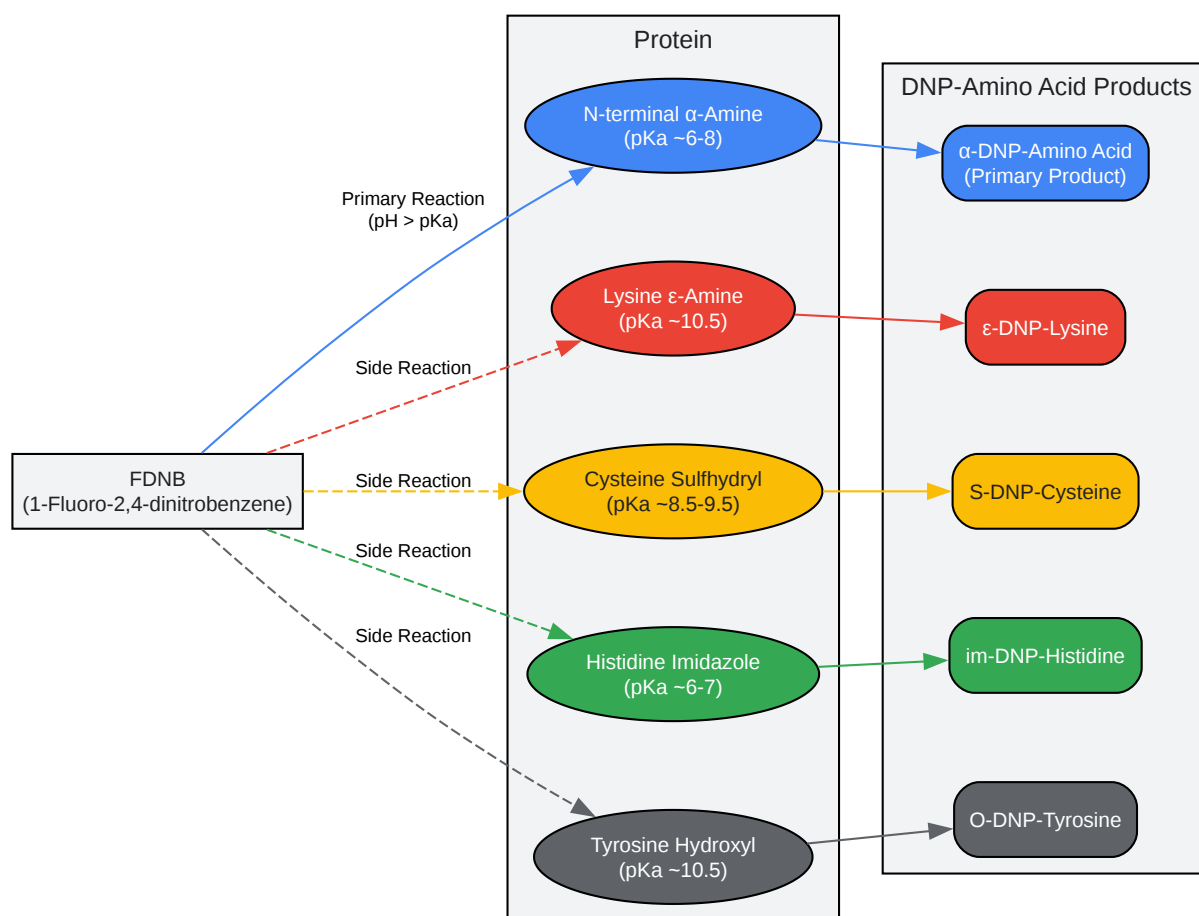 Protein
DNP-Amino Acid Products
N-terminal α-Amine
(pKa ~6-8)
α-DNP-Amino Acid
(Primary Product)
Primary Reaction
(pH > pKa)
Lysine ε-Amine
(pKa ~10.5)
ε-DNP-Lysine
Side Reaction
FDNB
(1-Fluoro-2,4-dinitrobenzene)
Side Reaction
Cysteine Sulfhydryl
(pKa ~8.5-9.5)
S-DNP-Cysteine
Side Reaction
Histidine Imidazole
(pKa ~6-7)
im-DNP-Histidine
Side Reaction
Tyrosine Hydroxyl
(pKa ~10.5)
O-DNP-Tyrosine